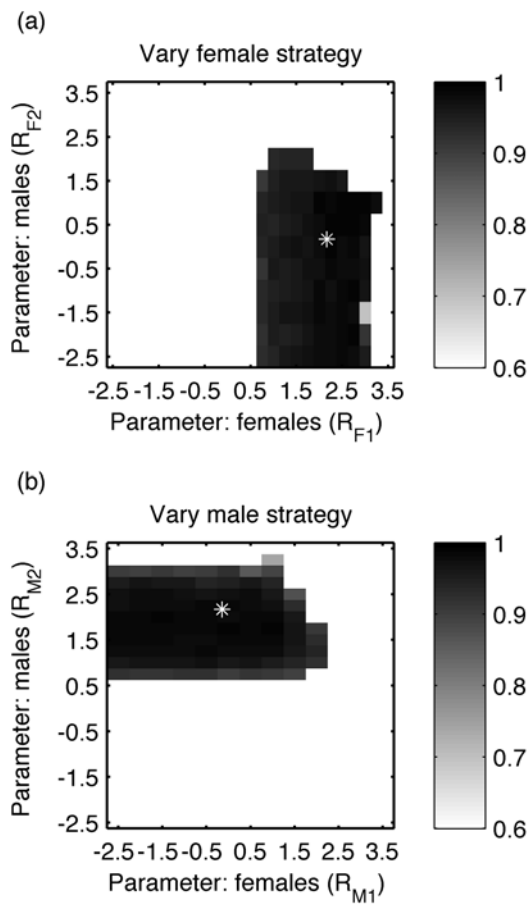 (a)
Vary female strategy
Parameter: males (R_F2)
3.5
2.5
1.5
0.5
-0.5
-1.5
-2.5
-2.5 -1.5 -0.5 0.5 1.5 2.5 3.5
Parameter: females (R_F1)
1
0.9
0.8
0.7
0.6
(b)
Vary male strategy
Parameter: males (R_M2)
3.5
2.5
1.5
0.5
-0.5
-1.5
-2.5
-2.5 -1.5 -0.5 0.5 1.5 2.5 3.5
Parameter: females (R_M1)
1
0.9
0.8
0.7
0.6